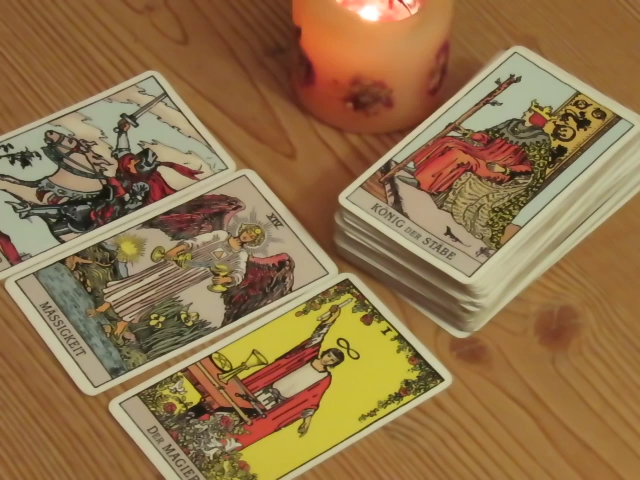 KÖNIG DER STÄBE
XIV
MÄSSIGKEIT
I
DER MAGIER